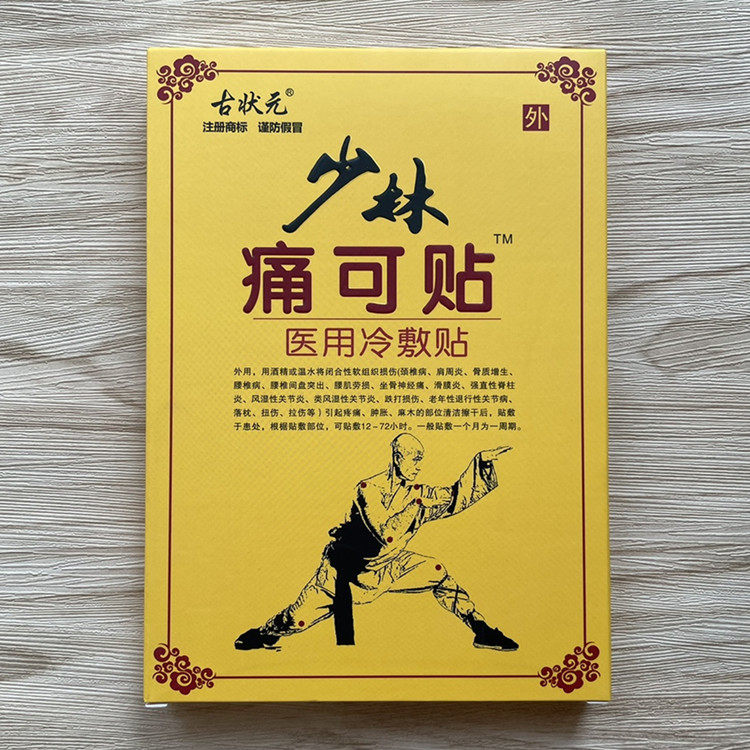 古状元®
注册商标 谨防假冒
外
少林
痛可贴™
医用冷敷贴
外用，用酒精或温水将闭合性软组织损伤(颈椎病、肩周炎、骨质增生、
腰椎病、腰椎间盘突出、腰肌劳损、坐骨神经痛、滑膜炎、强直性脊柱
炎、风湿性关节炎、类风湿性关节炎、跌打损伤、老年性退行性关节病、
落枕、扭伤、拉伤等)引起疼痛、肿胀、麻木的部位清洁擦干后，贴敷
于患处，根椐贴敷部位，可贴敷12-72小时。一般贴敷一个月为一周期。